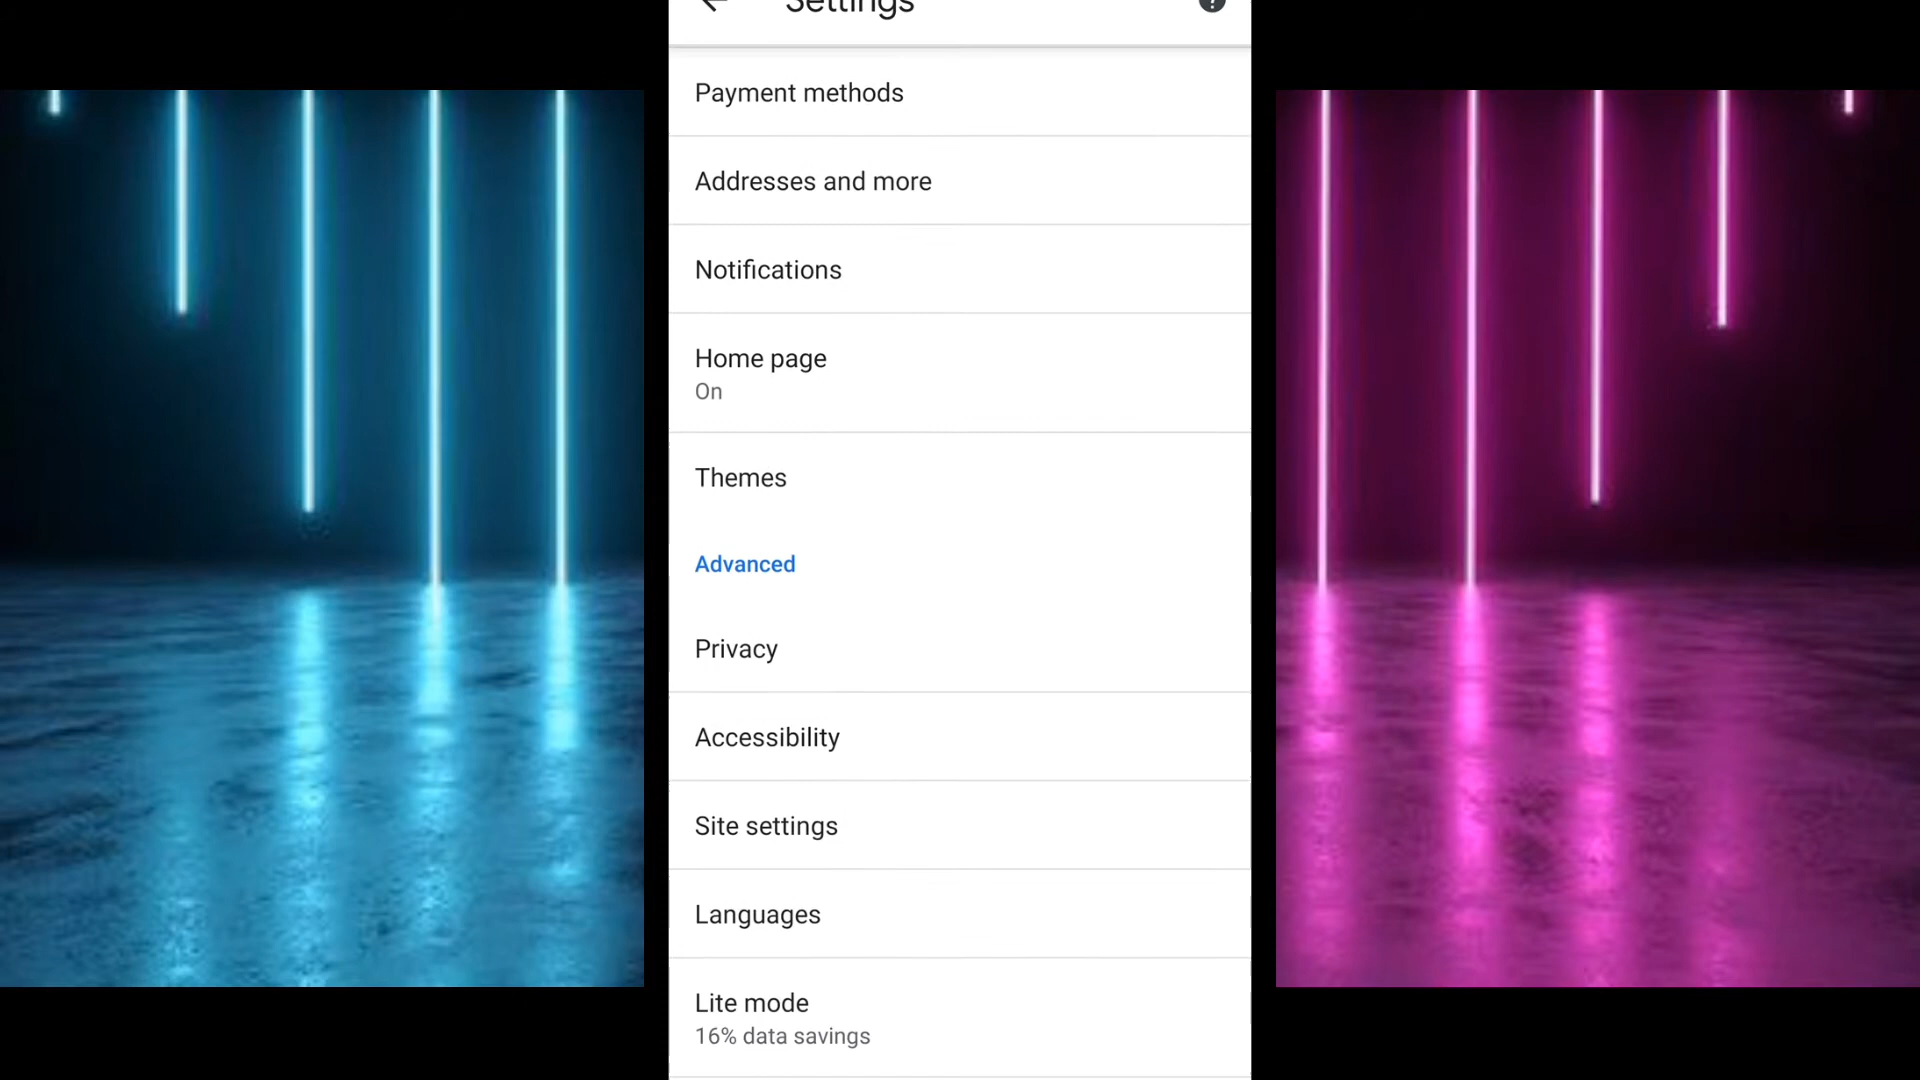 Settings
Payment methods
Addresses and more
Notifications
Home page
On
Themes
Advanced
Privacy
Accessibility
Site settings
Languages
Lite mode
16% data savings